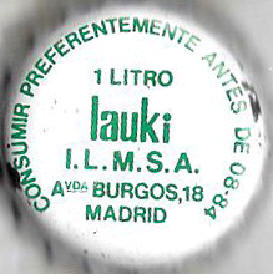 CONSUMIR PREFERENTEMENTE ANTES DE 08-84
1 LITRO
lauki
I.L.M.S.A.
AVDA BURGOS,18
MADRID